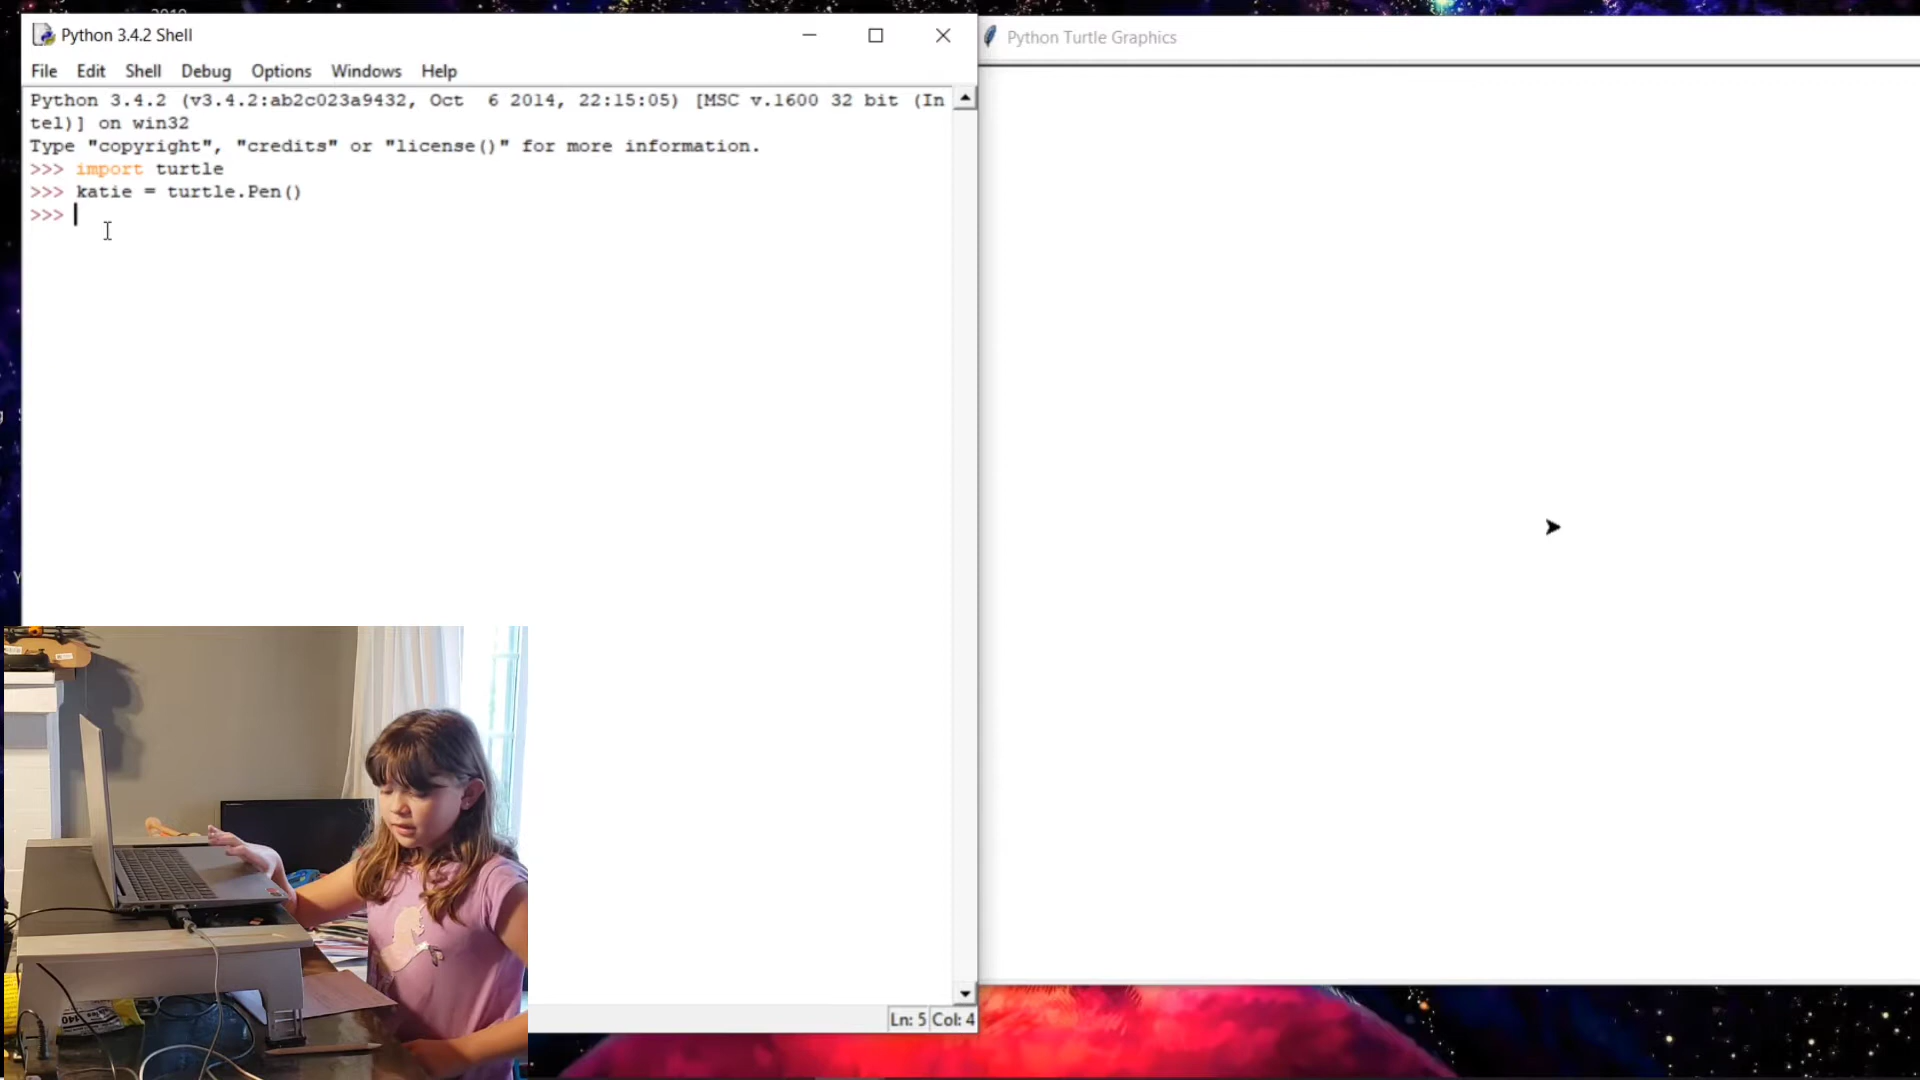 Python 3.4.2 Shell
File Edit Shell Debug Options Windows Help
Python 3.4.2 (v3.4.2:ab2c023a9432, Oct  6 2014, 22:15:05) [MSC v.1600 32 bit (In
tel)] on win32
Type "copyright", "credits" or "license()" for more information.
>>> import turtle
>>> katie = turtle.Pen()
>>>
Ln: 5 Col: 4
Python Turtle Graphics
140